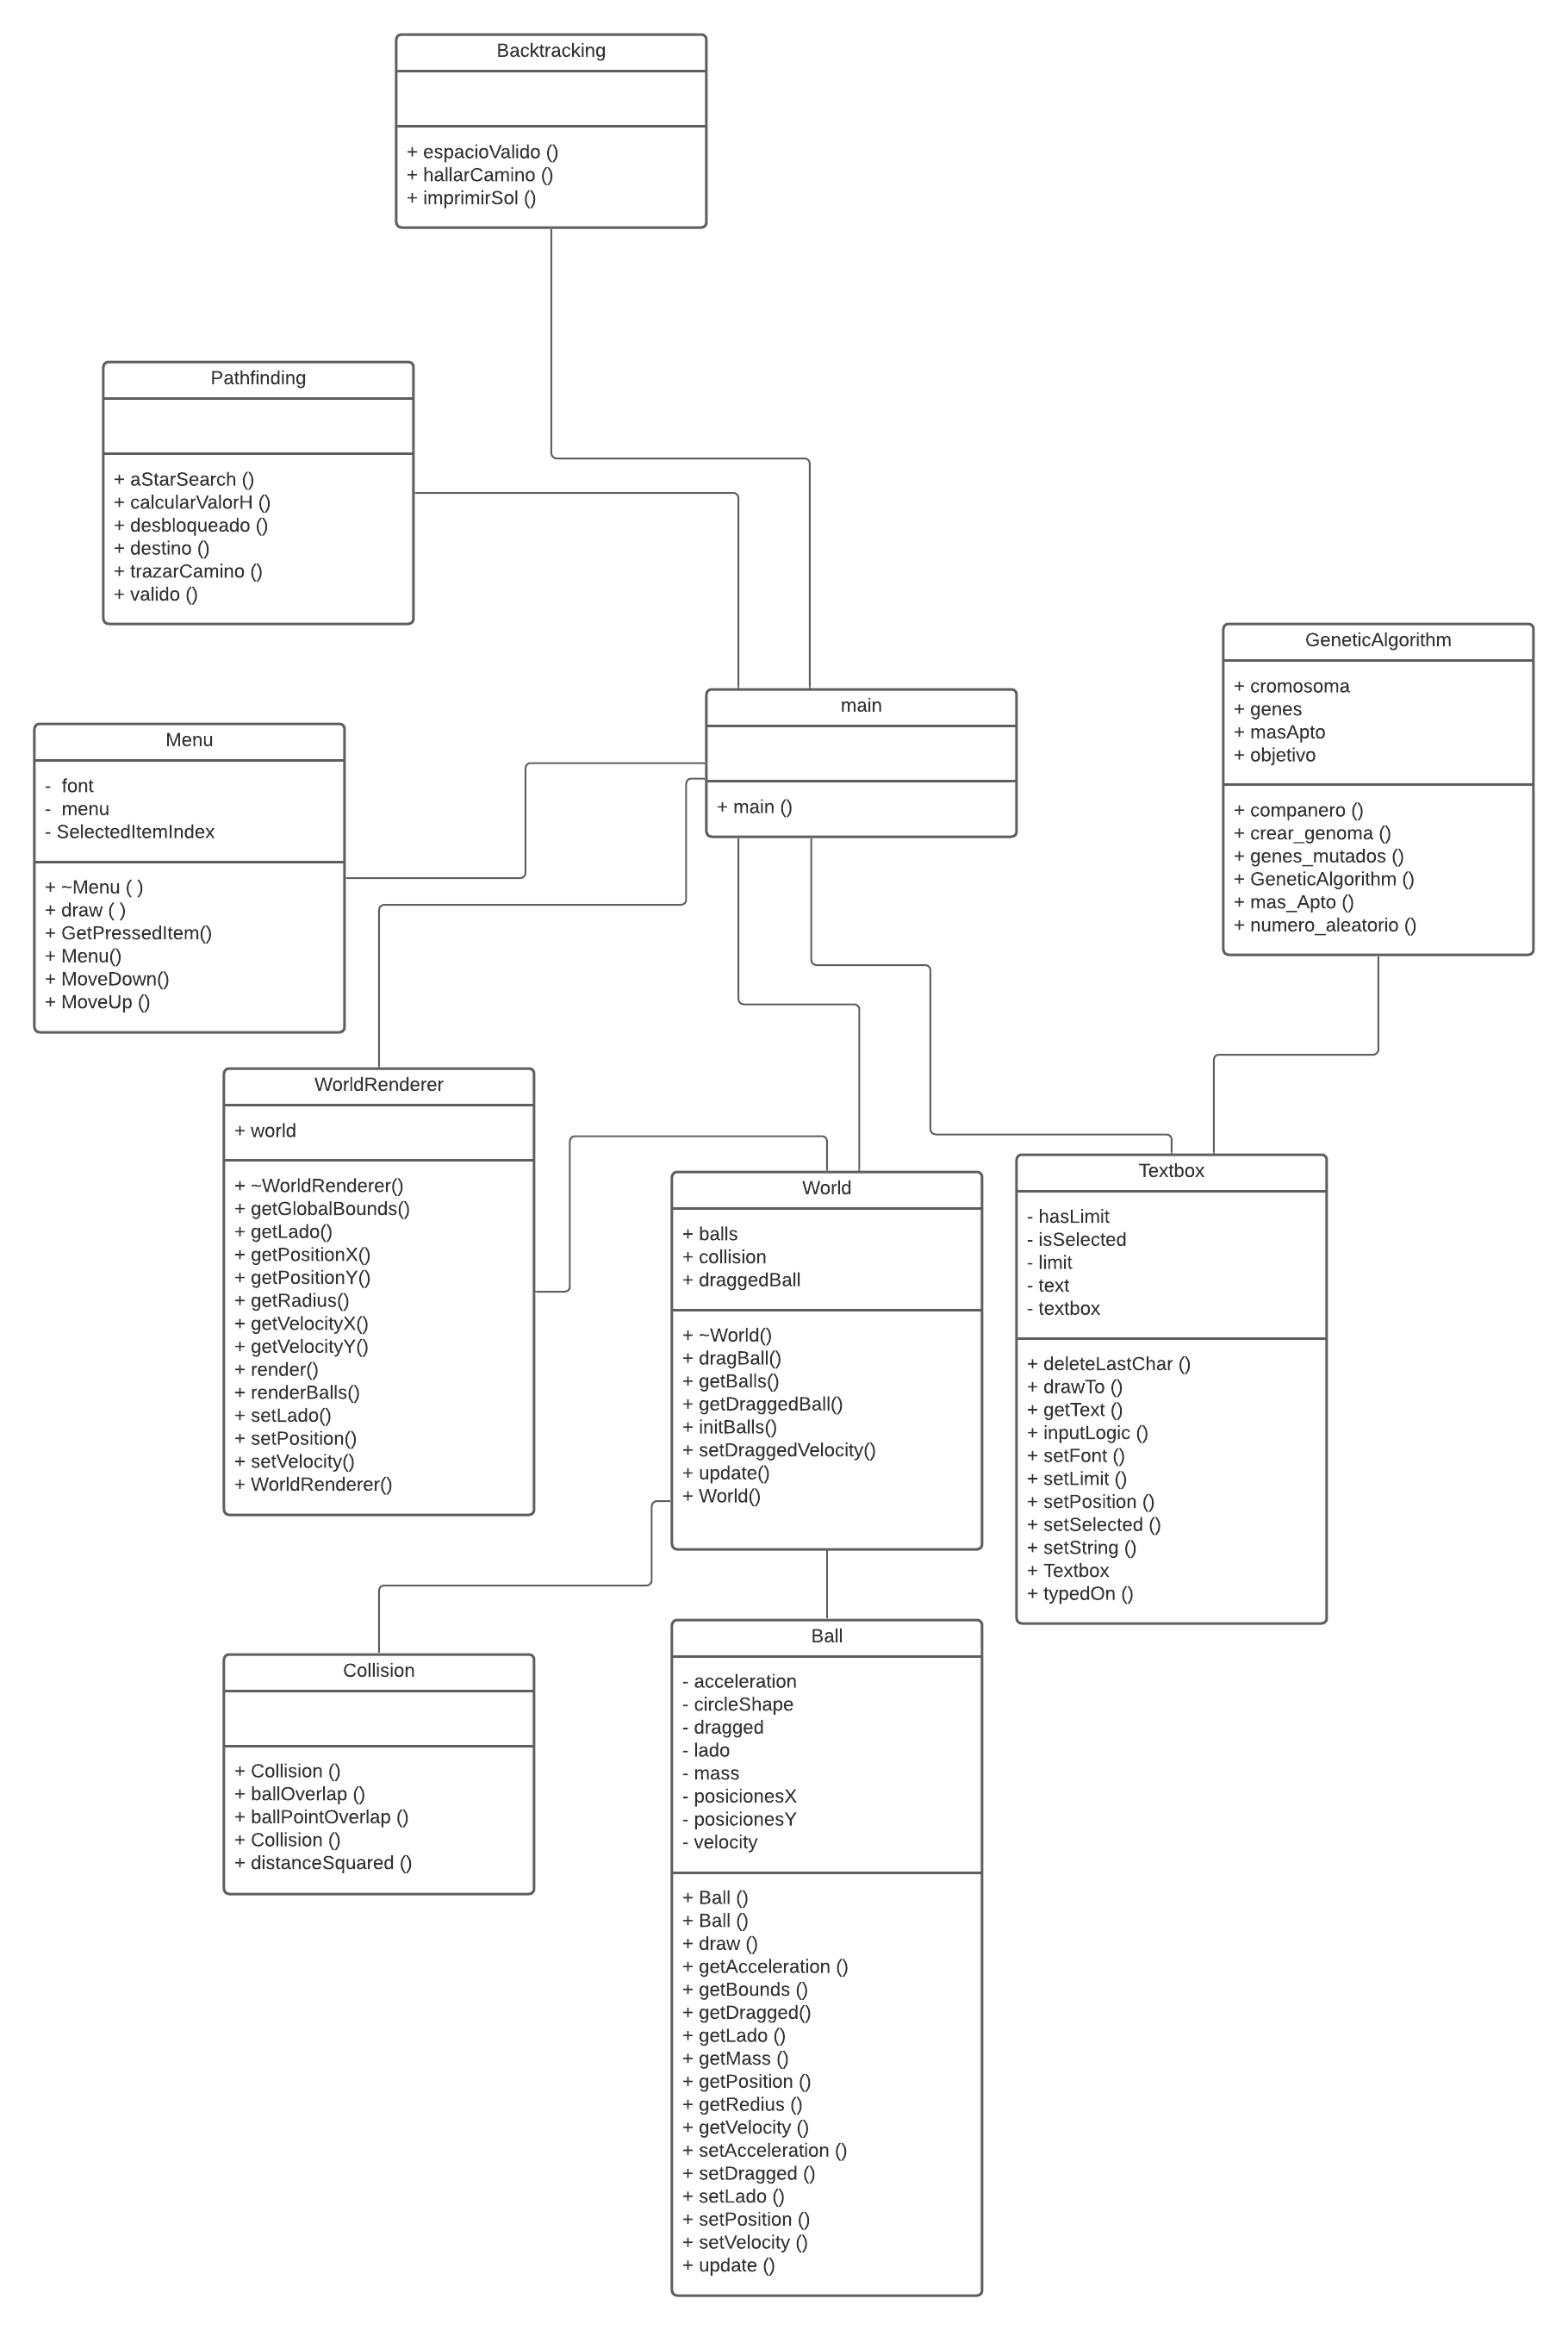 Backtracking
+ espacioValido ()
+ hallarCamino ()
+ imprimirSol ()
Pathfinding
+ aStarSearch ()
+ calcularValorH ()
+ desbloqueado ()
+ destino ()
+ trazarCamino ()
+ valido ()
GeneticAlgorithm
+ cromosoma
+ genes
+ masApto
+ objetivo
+ companero ()
+ crear_genoma ()
+ genes_mutados ()
+ GeneticAlgorithm ()
+ mas_Apto ()
+ numero_aleatorio ()
main
+ main ()
Menu
-  font
-  menu
- SelectedItemIndex
+ ~Menu ( )
+ draw ( )
+ GetPressedItem()
+ Menu()
+ MoveDown()
+ MoveUp ()
WorldRenderer
+ world
+ ~WorldRenderer()
+ getGlobalBounds()
+ getLado()
+ getPositionX()
+ getPositionY()
+ getRadius()
+ getVelocityX()
+ getVelocityY()
+ render()
+ renderBalls()
+ setLado()
+ setPosition()
+ setVelocity()
+ WorldRenderer()
World
+ balls
+ collision
+ draggedBall
+ ~World()
+ dragBall()
+ getBalls()
+ getDraggedBall()
+ initBalls()
+ setDraggedVelocity()
+ update()
+ World()
Textbox
- hasLimit
- isSelected
- limit
- text
- textbox
+ deleteLastChar ()
+ drawTo ()
+ getText ()
+ inputLogic ()
+ setFont ()
+ setLimit ()
+ setPosition ()
+ setSelected ()
+ setString ()
+ Textbox
+ typedOn ()
Collision
+ Collision ()
+ ballOverlap ()
+ ballPointOverlap ()
+ Collision ()
+ distanceSquared ()
Ball
- acceleration
- circleShape
- dragged
- lado
- mass
- posicionesX
- posicionesY
- velocity
+ Ball ()
+ Ball ()
+ draw ()
+ getAcceleration ()
+ getBounds ()
+ getDragged()
+ getLado ()
+ getMass ()
+ getPosition ()
+ getRedius ()
+ getVelocity ()
+ setAcceleration ()
+ setDragged ()
+ setLado ()
+ setPosition ()
+ setVelocity ()
+ update ()